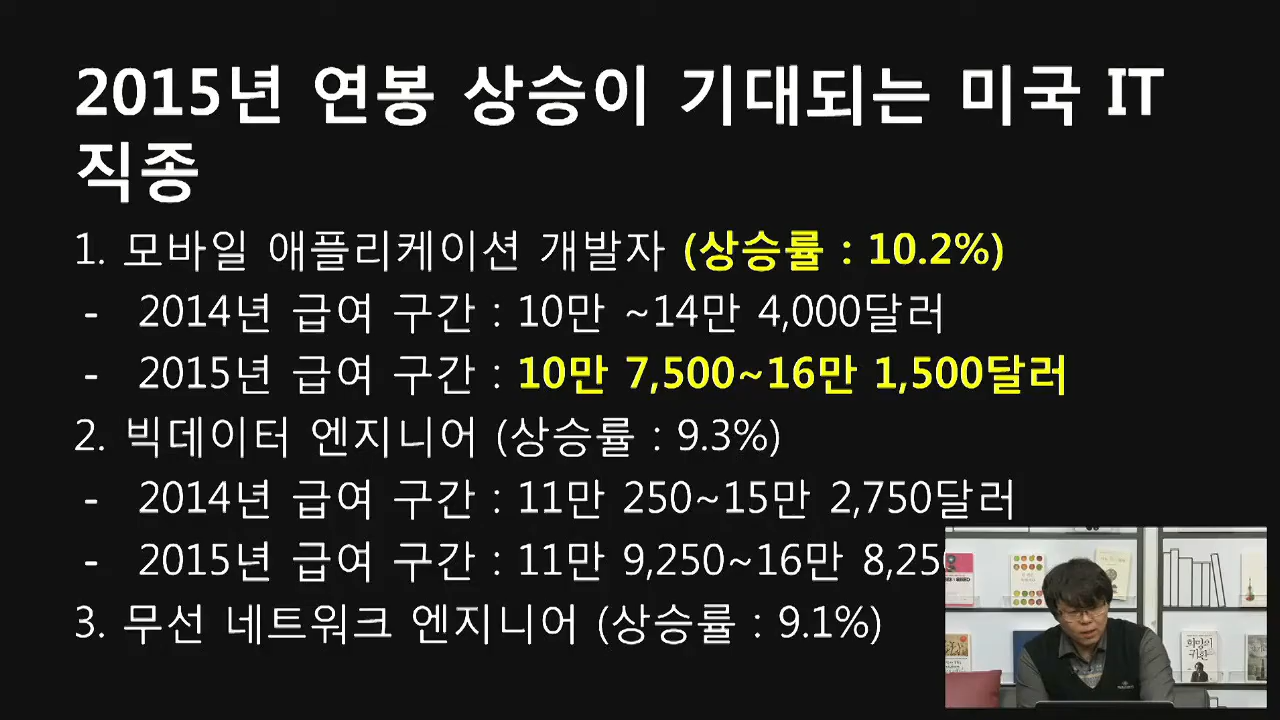 2015년 연봉 상승이 기대되는 미국 IT
직종
1. 모바일 애플리케이션 개발자 (상승률 : 10.2%)
- 2014년 급여 구간 : 10만 ~14만 4,000달러
- 2015년 급여 구간 : 10만 7,500~16만 1,500달러
2. 빅데이터 엔지니어 (상승률 : 9.3%)
- 2014년 급여 구간 : 11만 250~15만 2,750달러
- 2015년 급여 구간 : 11만 9,250~16만 8,25
3. 무선 네트워크 엔지니어 (상승률 : 9.1%)
희망의
귀환